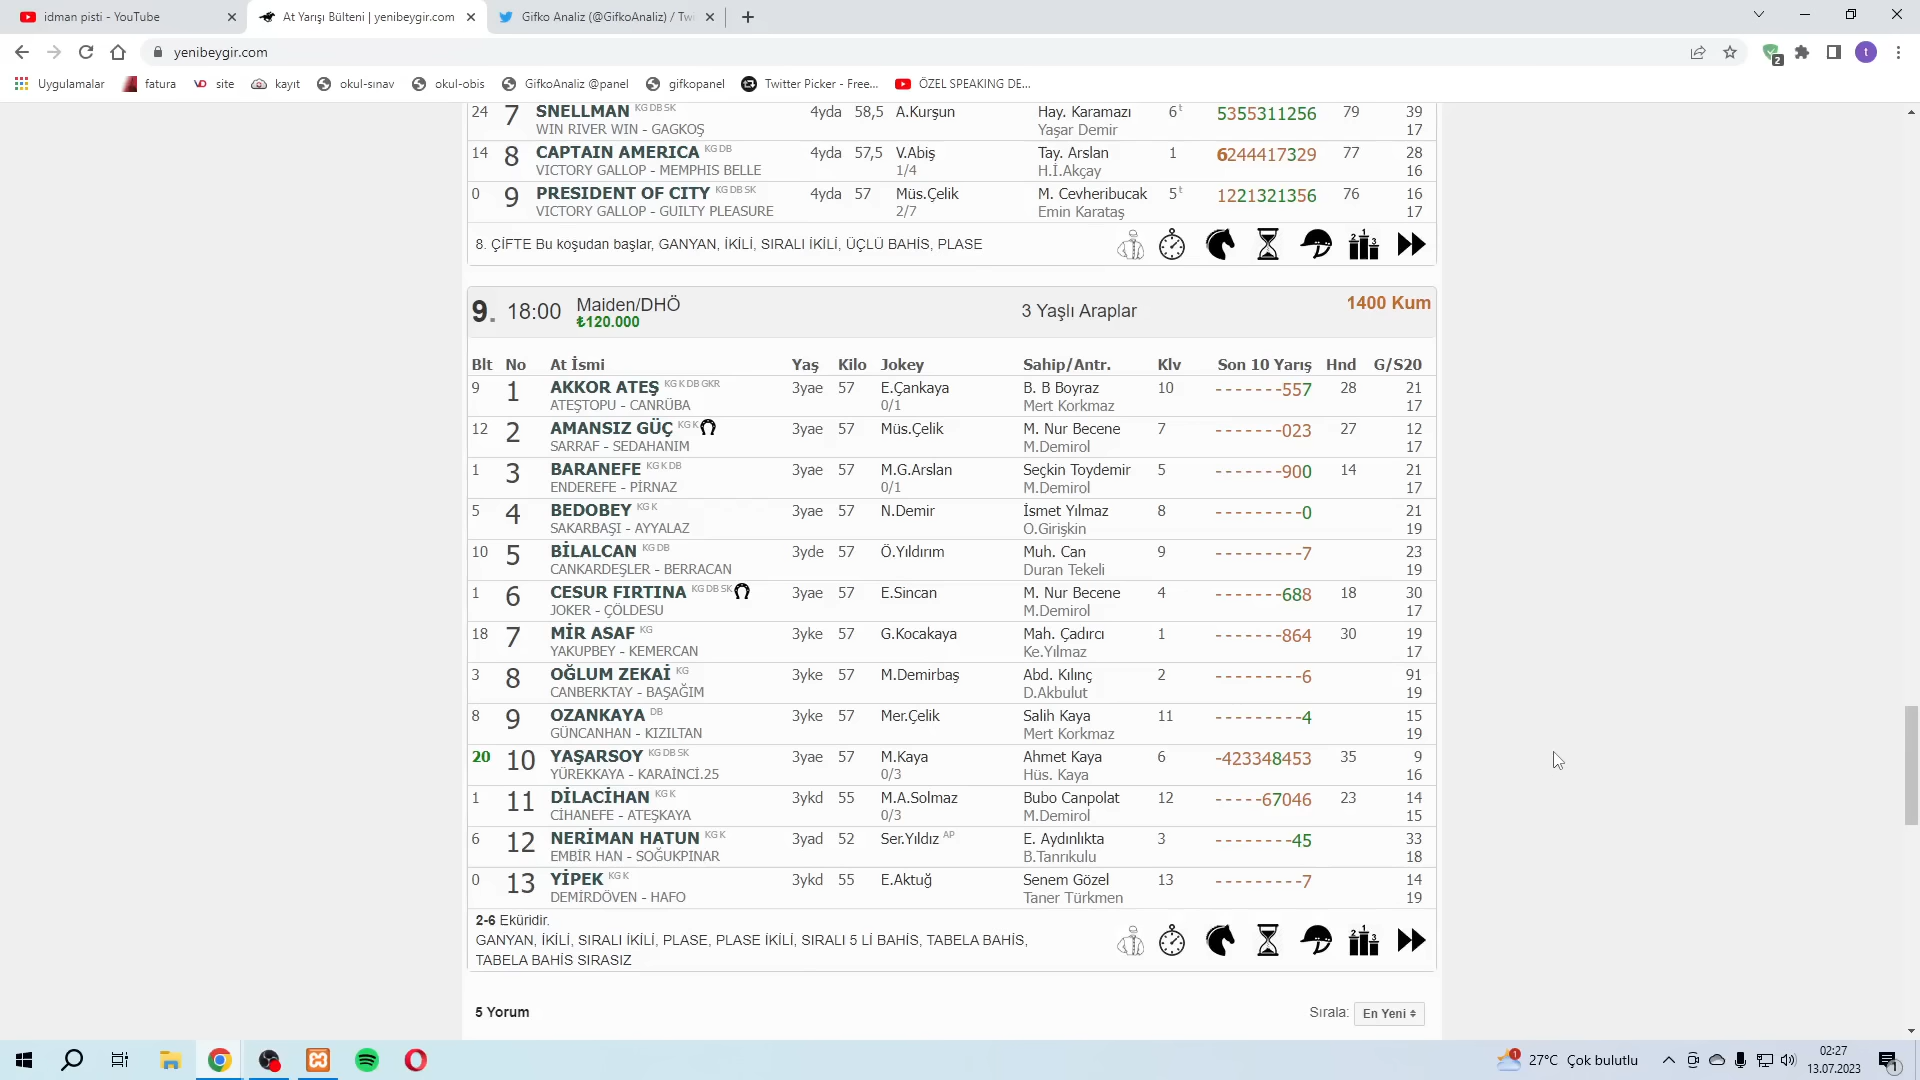 idman pisti - YouTube
At Yarışı Bülteni | yenibeygir.com
Gifko Analiz (@GifkoAnaliz) / Twi
yenibeygir.com
2
t
Uygulamalar
fatura
VD site
kayıt
okul-sınav
okul-obis
GifkoAnaliz @panel
gifkopanel
Twitter Picker - Free...
ÖZEL SPEAKING DE...
24 7 SNELLMAN KG DB SK 4yda 58,5 A.Kurşun Hay. Karamazı 6 t 5355311256 79 39
WIN RIVER WIN - GAGKOŞ Yaşar Demir 17
14 8 CAPTAIN AMERICA KG DB 4yda 57,5 V.Abiş Tay. Arslan 1 6244417329 77 28
VICTORY GALLOP - MEMPHIS BELLE 1/4 H.İ.Akçay 16
0 9 PRESIDENT OF CITY KG DB SK 4yda 57 Müs.Çelik M. Cevheribucak 5 t 1221321356 76 16
VICTORY GALLOP - GUILTY PLEASURE 2/7 Emin Karataş 17
8. ÇİFTE Bu koşudan başlar, GANYAN, İKİLİ, SIRALI İKİLİ, ÜÇLÜ BAHİS, PLASE
9. 18:00 Maiden/DHÖ 3 Yaşlı Araplar 1400 Kum
₺120.000
Blt No At İsmi Yaş Kilo Jokey Sahip/Antr. Klv Son 10 Yarış Hnd G/S20
9 1 AKKOR ATEŞ KG K DB GKR 3yae 57 E.Çankaya B. B Boyraz 10 -------557 28 21
ATEŞTOPU - CANRÜBA 0/1 Mert Korkmaz 17
12 2 AMANSIZ GÜÇ KG K 3yae 57 Müs.Çelik M. Nur Becene 7 -------023 27 12
SARRAF - SEDAHANIM M.Demirol 17
1 3 BARANEFE KG K DB 3yae 57 M.G.Arslan Seçkin Toydemir 5 -------900 14 21
ENDEREFE - PİRNAZ 0/1 M.Demirol 17
5 4 BEDOBEY KG K 3yae 57 N.Demir İsmet Yılmaz 8 ---------0 21
SAKARBAŞI - AYYALAZ O.Girişkin 19
10 5 BİLALCAN KG DB 3yde 57 Ö.Yıldırım Muh. Can 9 ---------7 23
CANKARDEŞLER - BERRACAN Duran Tekeli 19
1 6 CESUR FIRTINA KG DB SK 3yae 57 E.Sincan M. Nur Becene 4 -------688 18 30
JOKER - ÇÖLDESU M.Demirol 17
18 7 MİR ASAF KG 3yke 57 G.Kocakaya Mah. Çadırcı 1 -------864 30 19
YAKUPBEY - KEMERCAN Ke.Yılmaz 17
3 8 OĞLUM ZEKAİ KG 3yke 57 M.Demirbaş Abd. Kılınç 2 ---------6 91
CANBERKTAY - BAŞAĞIM D.Akbulut 19
8 9 OZANKAYA DB 3yke 57 Mer.Çelik Salih Kaya 11 ---------4 15
GÜNCANHAN - KIZILTAN Mert Korkmaz 19
20 10 YAŞARSOY KG DB SK 3yae 57 M.Kaya Ahmet Kaya 6 -423348453 35 9
YÜREKKAYA - KARAİNCİ.25 0/3 Hüs. Kaya 16
1 11 DİLACİHAN KG K 3ykd 55 M.A.Solmaz Bubo Canpolat 12 -----67046 23 14
CİHANEFE - ATEŞKAYA 0/3 M.Demirol 15
6 12 NERİMAN HATUN KG K 3yad 52 Ser.Yıldız AP E. Aydınlıkta 3 --------45 33
EMBİR HAN - SOĞUKPINAR B.Tanrıkulu 18
0 13 YİPEK KG K 3ykd 55 E.Aktuğ Senem Gözel 13 ---------7 14
DEMİRDÖVEN - HAFO Taner Türkmen 19
2-6 Eküridir.
GANYAN, İKİLİ, SIRALI İKİLİ, PLASE, PLASE İKİLİ, SIRALI 5 Lİ BAHİS, TABELA BAHİS,
TABELA BAHİS SIRASIZ
5 Yorum
Sırala: En Yeni
1 27°C Çok bulutlu
02:27
13.07.2023
1